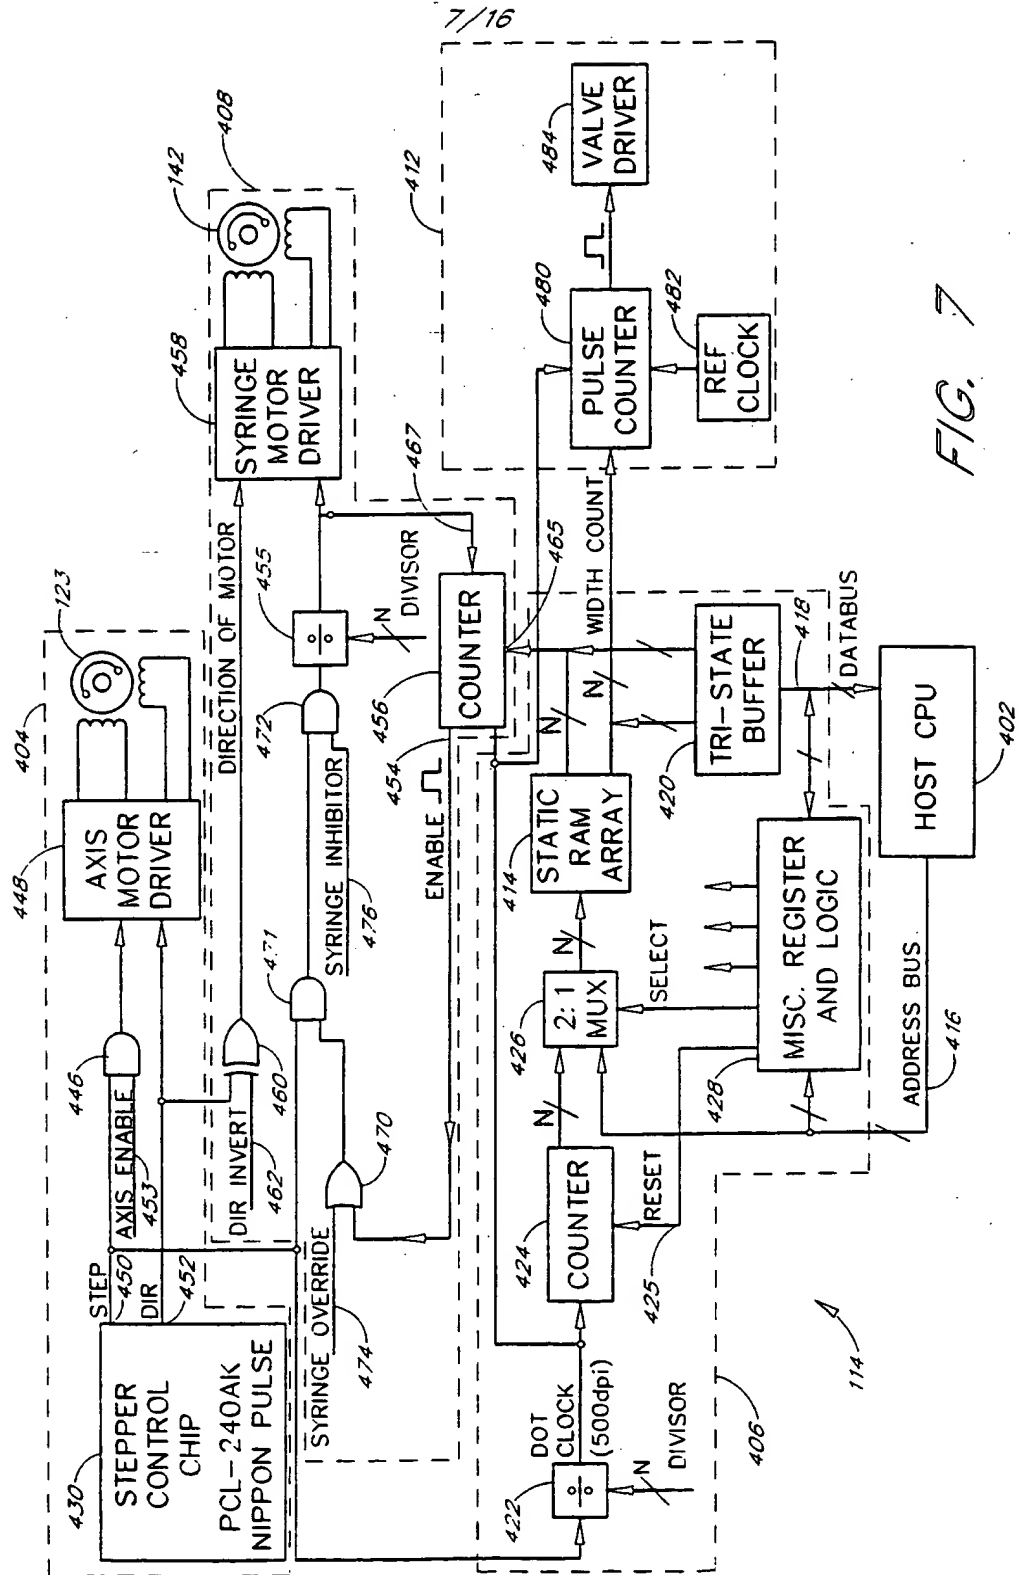 7/16
404
123
448
AXIS
MOTOR
DRIVER
446
AXIS ENABLE
453
STEP
450
DIR
452
430
STEPPER
CONTROL
CHIP
PCL-240AK
NIPPON PULSE
142
408
458
SYRINGE
MOTOR
DRIVER
DIRECTION OF MOTOR
460
DIR INVERT
462
455
N
DIVISOR
467
472
SYRINGE INHIBITOR
476
471
470
SYRINGE OVERRIDE
474
456
COUNTER
465
454
ENABLE
412
484
VALVE
DRIVER
480
PULSE
COUNTER
482
REF
CLOCK
WIDTH COUNT
N
N
414
STATIC
RAM
ARRAY
420
TRI-STATE
BUFFER
418
DATABUS
N
426
2:1
MUX
SELECT
N
424
COUNTER
RESET
425
428
MISC. REGISTER
AND LOGIC
HOST CPU
402
ADDRESS BUS
416
DOT
CLOCK
(500dpi)
422
N
DIVISOR
406
114
FIG. 7